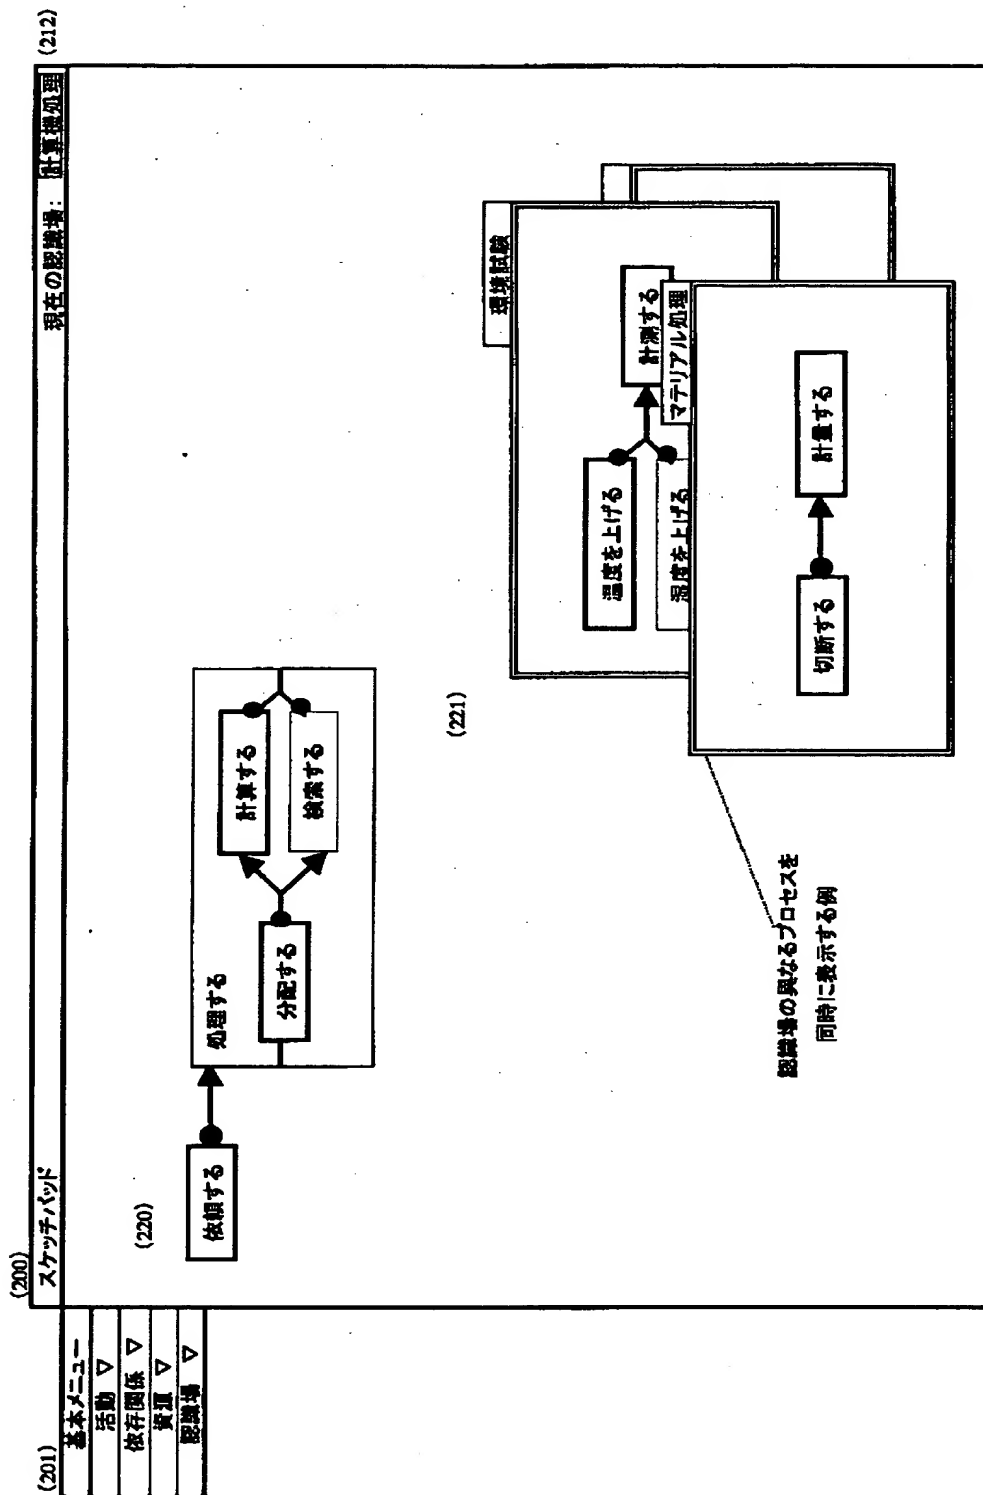 (200)
(201)
基本メニュー
活動 ▽
依存関係 ▽
資源 ▽
認識場 ▽
スケッチパッド
現在の認識場: 計算機処理
(212)
(220)
依頼する
処理する
分配する
計算する
検索する
(221)
環境試験
温度を上げる
湿度を上げる
計測する
マテリアル処理
切断する
計量する
認識場の異なるプロセスを
同時に表示する例